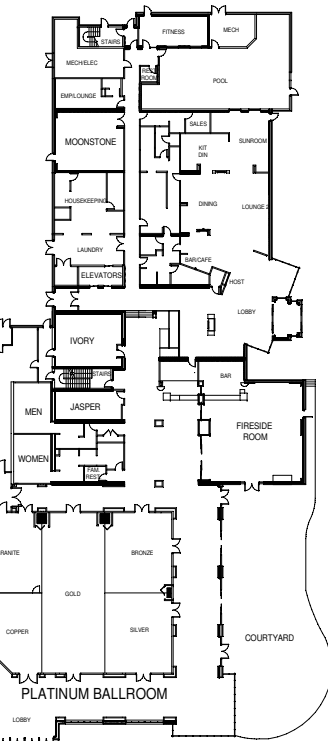 STAIRS
FITNESS
MECH
MECH/ELEC
REC
ROOM
POOL
EMP/LOUNGE
SALES
MOONSTONE
KIT
DIN
SUNROOM
HOUSEKEEPING
DINING
LOUNGE 2
LAUNDRY
BAR/CAFE
ELEVATORS
HOST
LOBBY
IVORY
STAIRS
BAR
JASPER
MEN
FIRESIDE
ROOM
WOMEN
FAM.
REST
RANITE
BRONZE
GOLD
COPPER
SILVER
COURTYARD
PLATINUM BALLROOM
LOBBY